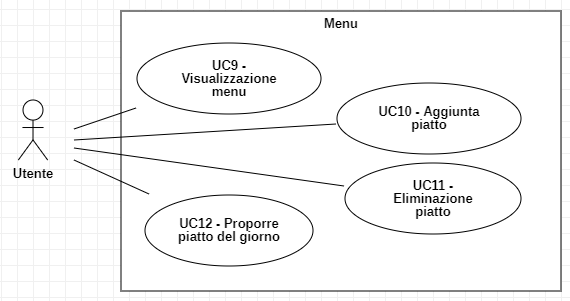 Menu
UC9 -
Visualizzazione
menu
UC10 - Aggiunta
piatto
UC11 -
Eliminazione
piatto
Utente
UC12 - Proporre
piatto del giorno